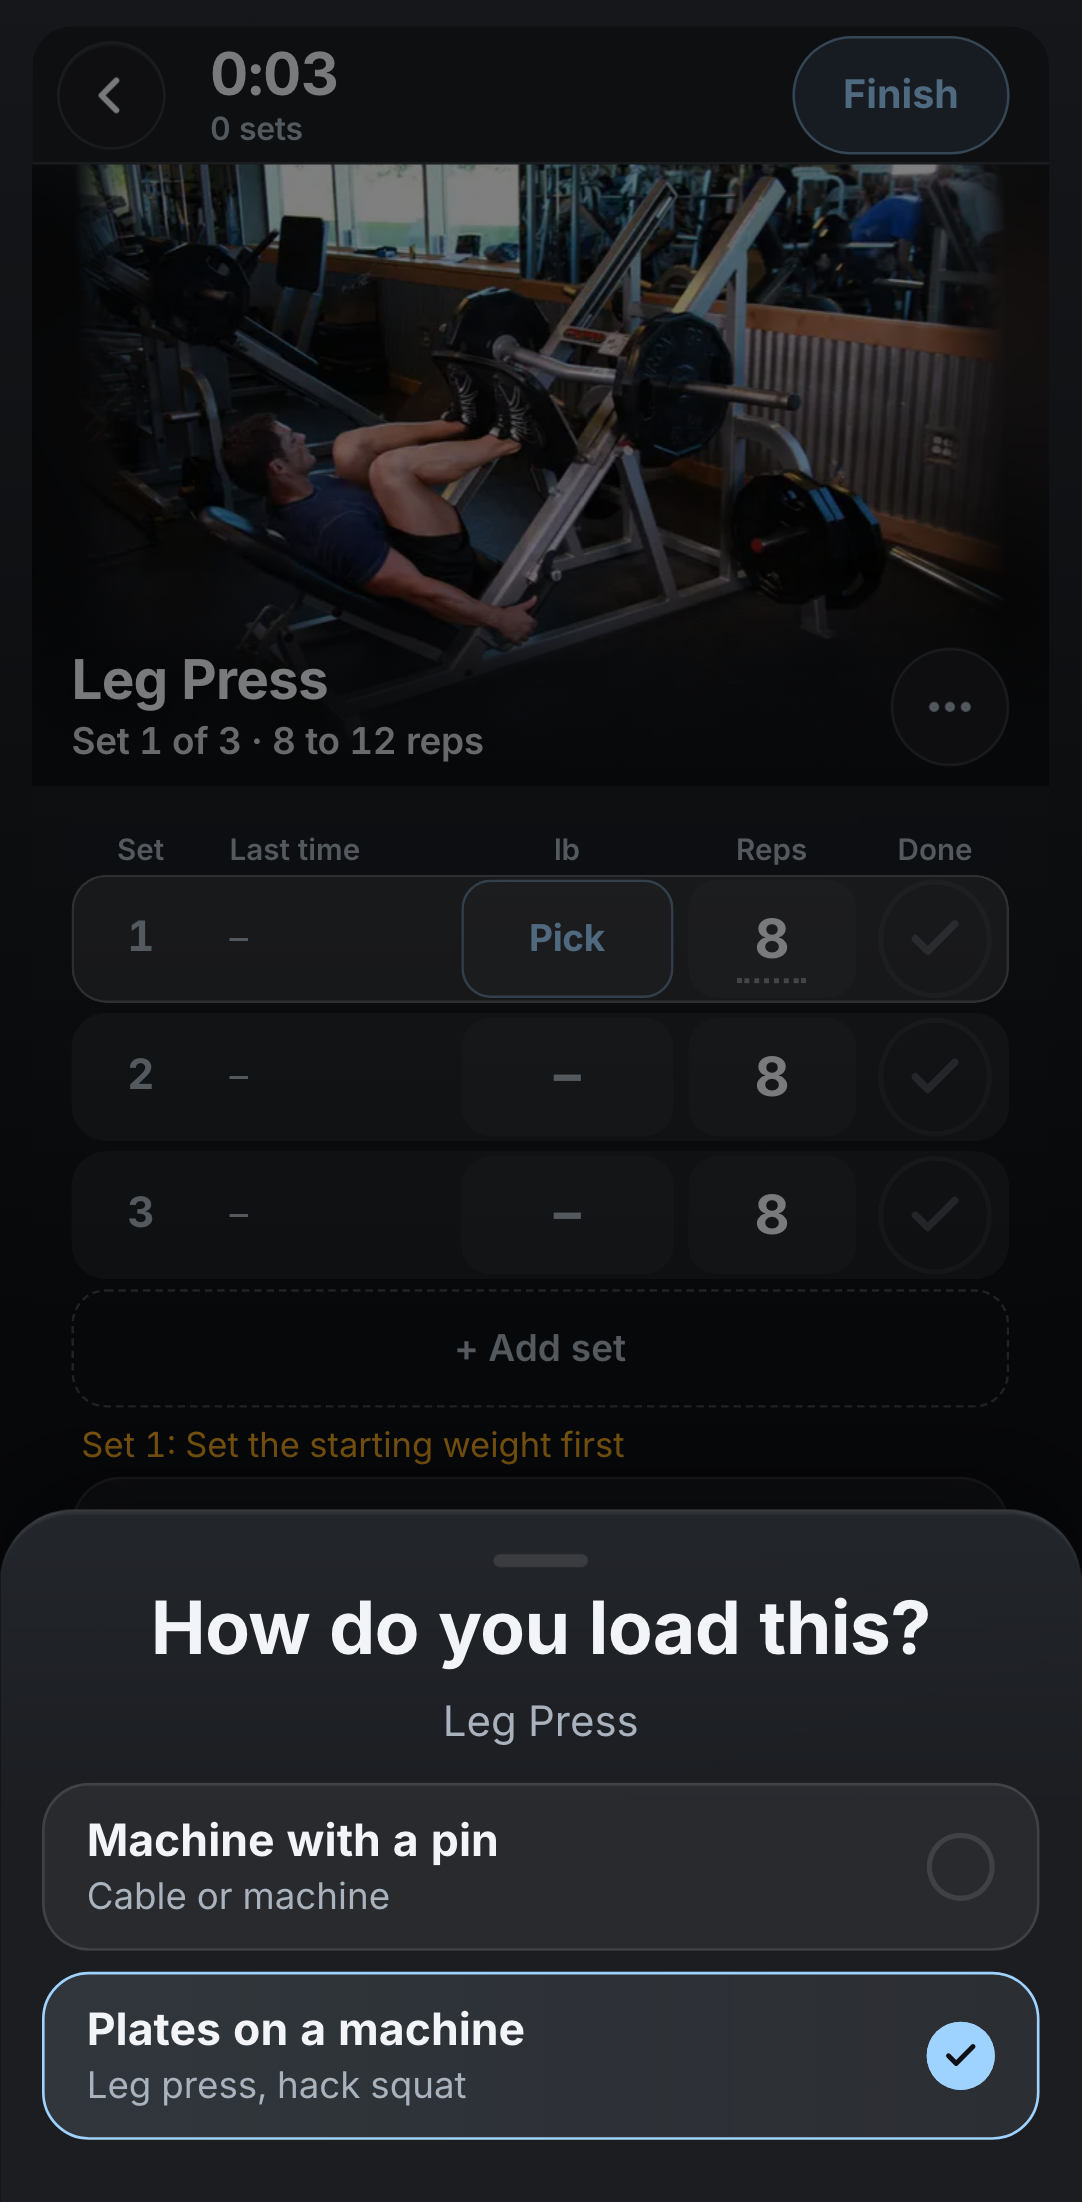 0:03
0 sets
Finish
Leg Press
Set 1 of 3 · 8 to 12 reps
Set Last time lb Reps Done
1 – Pick 8
2 – – 8
3 – – 8
+ Add set
Set 1: Set the starting weight first
How do you load this?
Leg Press
Machine with a pin
Cable or machine
Plates on a machine
Leg press, hack squat